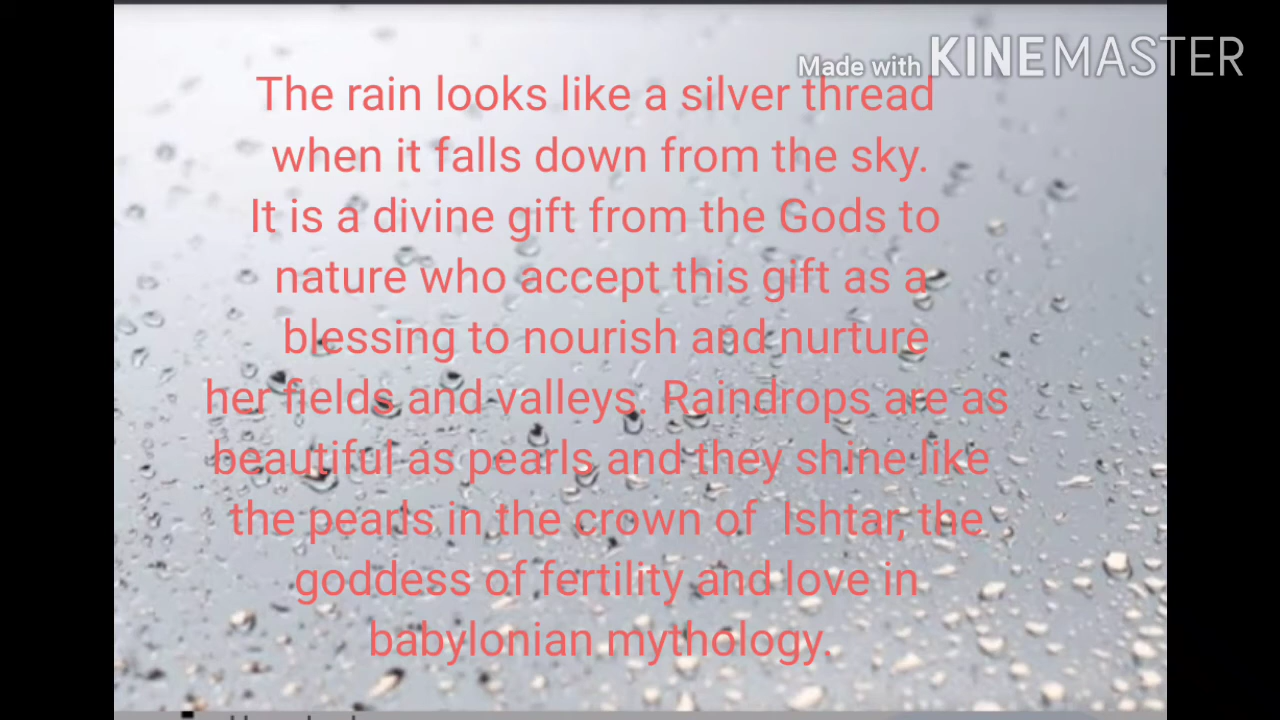 Made with KINEMASTER
The rain looks like a silver thread
when it falls down from the sky.
It is a divine gift from the Gods to
nature who accept this gift as a
blessing to nourish and nurture
her fields and valleys. Raindrops are as
beautiful as pearls and they shine like
the pearls in the crown of Ishtar, the
goddess of fertility and love in
babylonian mythology.